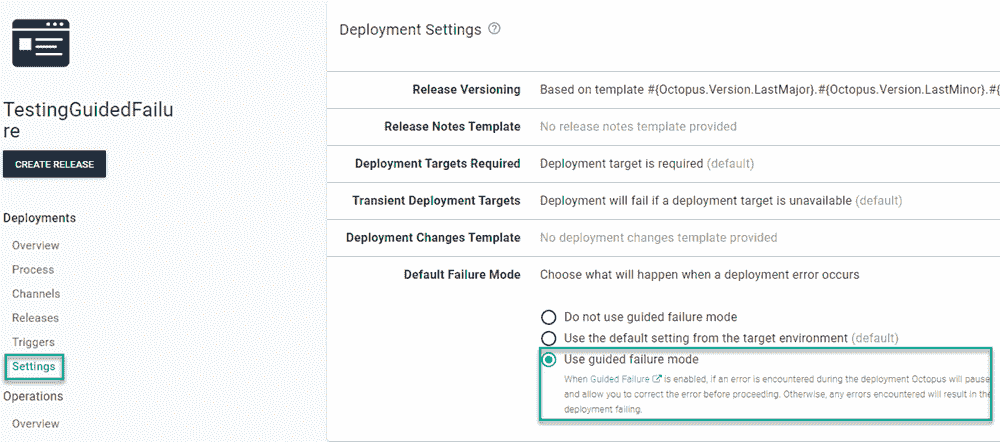 TestingGuidedFailu
re
CREATE RELEASE
Deployments
Overview
Process
Channels
Releases
Triggers
Settings
Operations
Overview
Deployment Settings
Release Versioning Based on template #{Octopus.Version.LastMajor}.#{Octopus.Version.LastMinor}.#{
Release Notes Template No release notes template provided
Deployment Targets Required Deployment target is required (default)
Transient Deployment Targets Deployment will fail if a deployment target is unavailable (default)
Deployment Changes Template No deployment changes template provided
Default Failure Mode Choose what will happen when a deployment error occurs
Do not use guided failure mode
Use the default setting from the target environment (default)
Use guided failure mode
When Guided Failure is enabled, if an error is encountered during the deployment Octopus will pause
and allow you to correct the error before proceeding. Otherwise, any errors encountered will result in the
deployment failing.